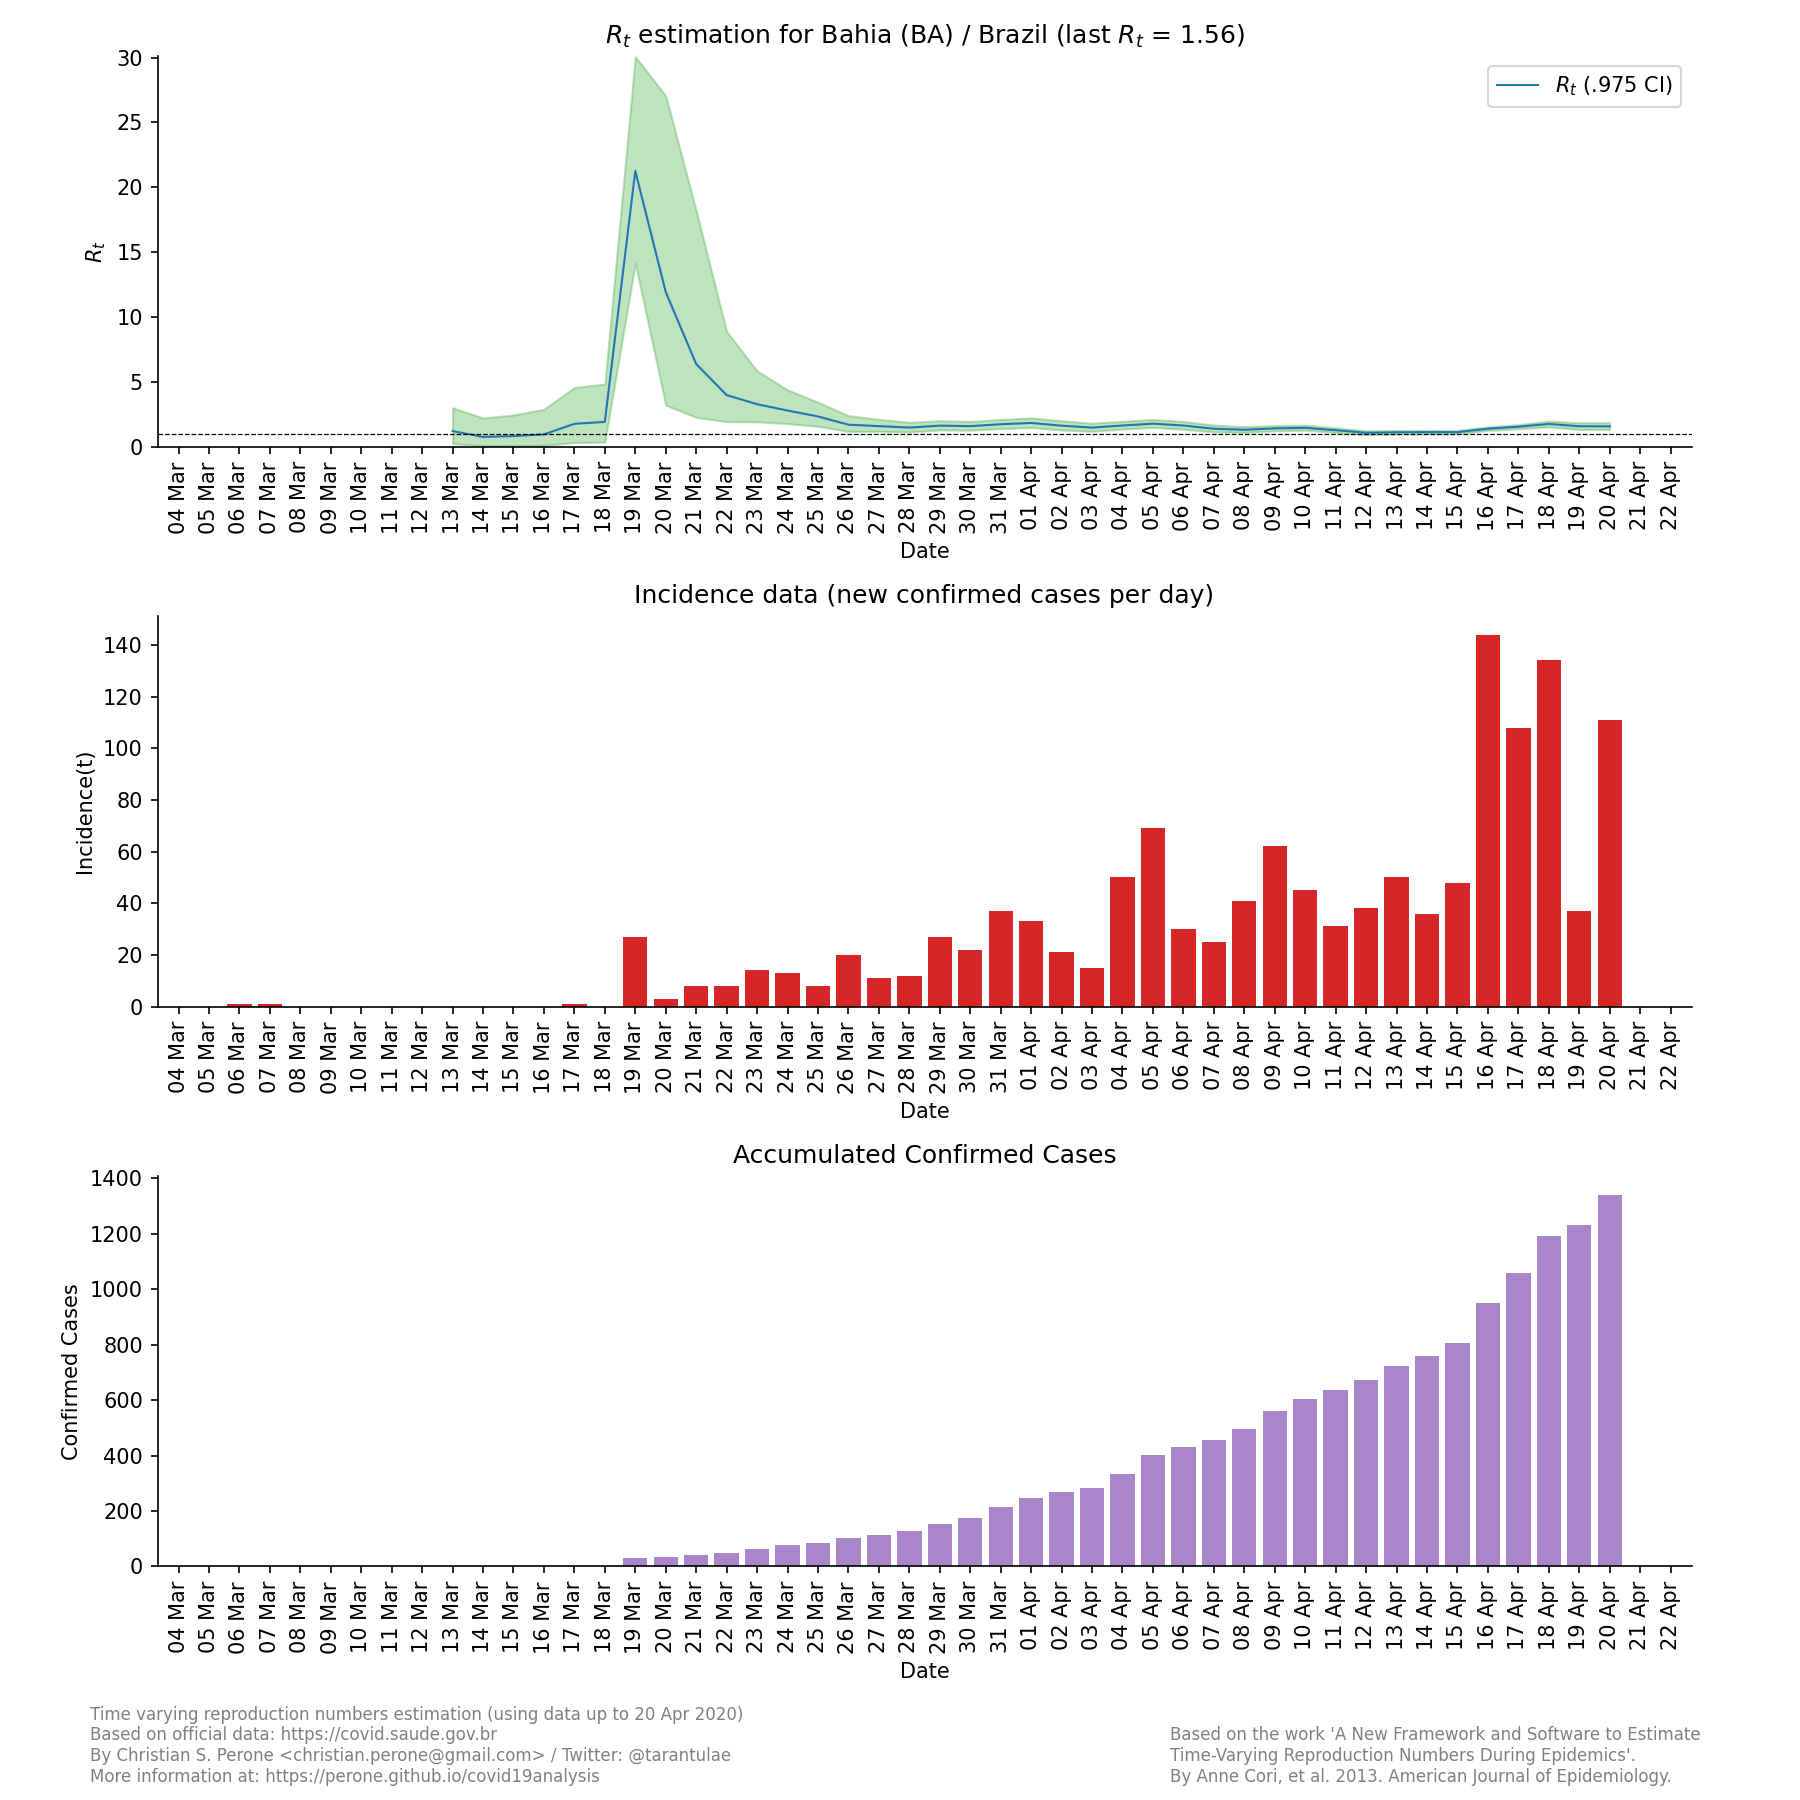 Rt estimation for Bahia (BA) / Brazil (last Rt = 1.56)
Rt (.975 CI)
30
25
20
15
10
5
0
Rt
04 Mar 05 Mar 06 Mar 07 Mar 08 Mar 09 Mar 10 Mar 11 Mar 12 Mar 13 Mar 14 Mar 15 Mar 16 Mar 17 Mar 18 Mar 19 Mar 20 Mar 21 Mar 22 Mar 23 Mar 24 Mar 25 Mar 26 Mar 27 Mar 28 Mar 29 Mar 30 Mar 31 Mar 01 Apr 02 Apr 03 Apr 04 Apr 05 Apr 06 Apr 07 Apr 08 Apr 09 Apr 10 Apr 11 Apr 12 Apr 13 Apr 14 Apr 15 Apr 16 Apr 17 Apr 18 Apr 19 Apr 20 Apr 21 Apr 22 Apr
Date
Incidence data (new confirmed cases per day)
140
120
100
80
60
40
20
0
Incidence(t)
04 Mar 05 Mar 06 Mar 07 Mar 08 Mar 09 Mar 10 Mar 11 Mar 12 Mar 13 Mar 14 Mar 15 Mar 16 Mar 17 Mar 18 Mar 19 Mar 20 Mar 21 Mar 22 Mar 23 Mar 24 Mar 25 Mar 26 Mar 27 Mar 28 Mar 29 Mar 30 Mar 31 Mar 01 Apr 02 Apr 03 Apr 04 Apr 05 Apr 06 Apr 07 Apr 08 Apr 09 Apr 10 Apr 11 Apr 12 Apr 13 Apr 14 Apr 15 Apr 16 Apr 17 Apr 18 Apr 19 Apr 20 Apr 21 Apr 22 Apr
Date
Accumulated Confirmed Cases
1400
1200
1000
800
600
400
200
0
Confirmed Cases
04 Mar 05 Mar 06 Mar 07 Mar 08 Mar 09 Mar 10 Mar 11 Mar 12 Mar 13 Mar 14 Mar 15 Mar 16 Mar 17 Mar 18 Mar 19 Mar 20 Mar 21 Mar 22 Mar 23 Mar 24 Mar 25 Mar 26 Mar 27 Mar 28 Mar 29 Mar 30 Mar 31 Mar 01 Apr 02 Apr 03 Apr 04 Apr 05 Apr 06 Apr 07 Apr 08 Apr 09 Apr 10 Apr 11 Apr 12 Apr 13 Apr 14 Apr 15 Apr 16 Apr 17 Apr 18 Apr 19 Apr 20 Apr 21 Apr 22 Apr
Date
Time varying reproduction numbers estimation (using data up to 20 Apr 2020)
Based on official data: https://covid.saude.gov.br
By Christian S. Perone <christian.perone@gmail.com> / Twitter: @tarantulae
More information at: https://perone.github.io/covid19analysis
Based on the work 'A New Framework and Software to Estimate
Time-Varying Reproduction Numbers During Epidemics'.
By Anne Cori, et al. 2013. American Journal of Epidemiology.